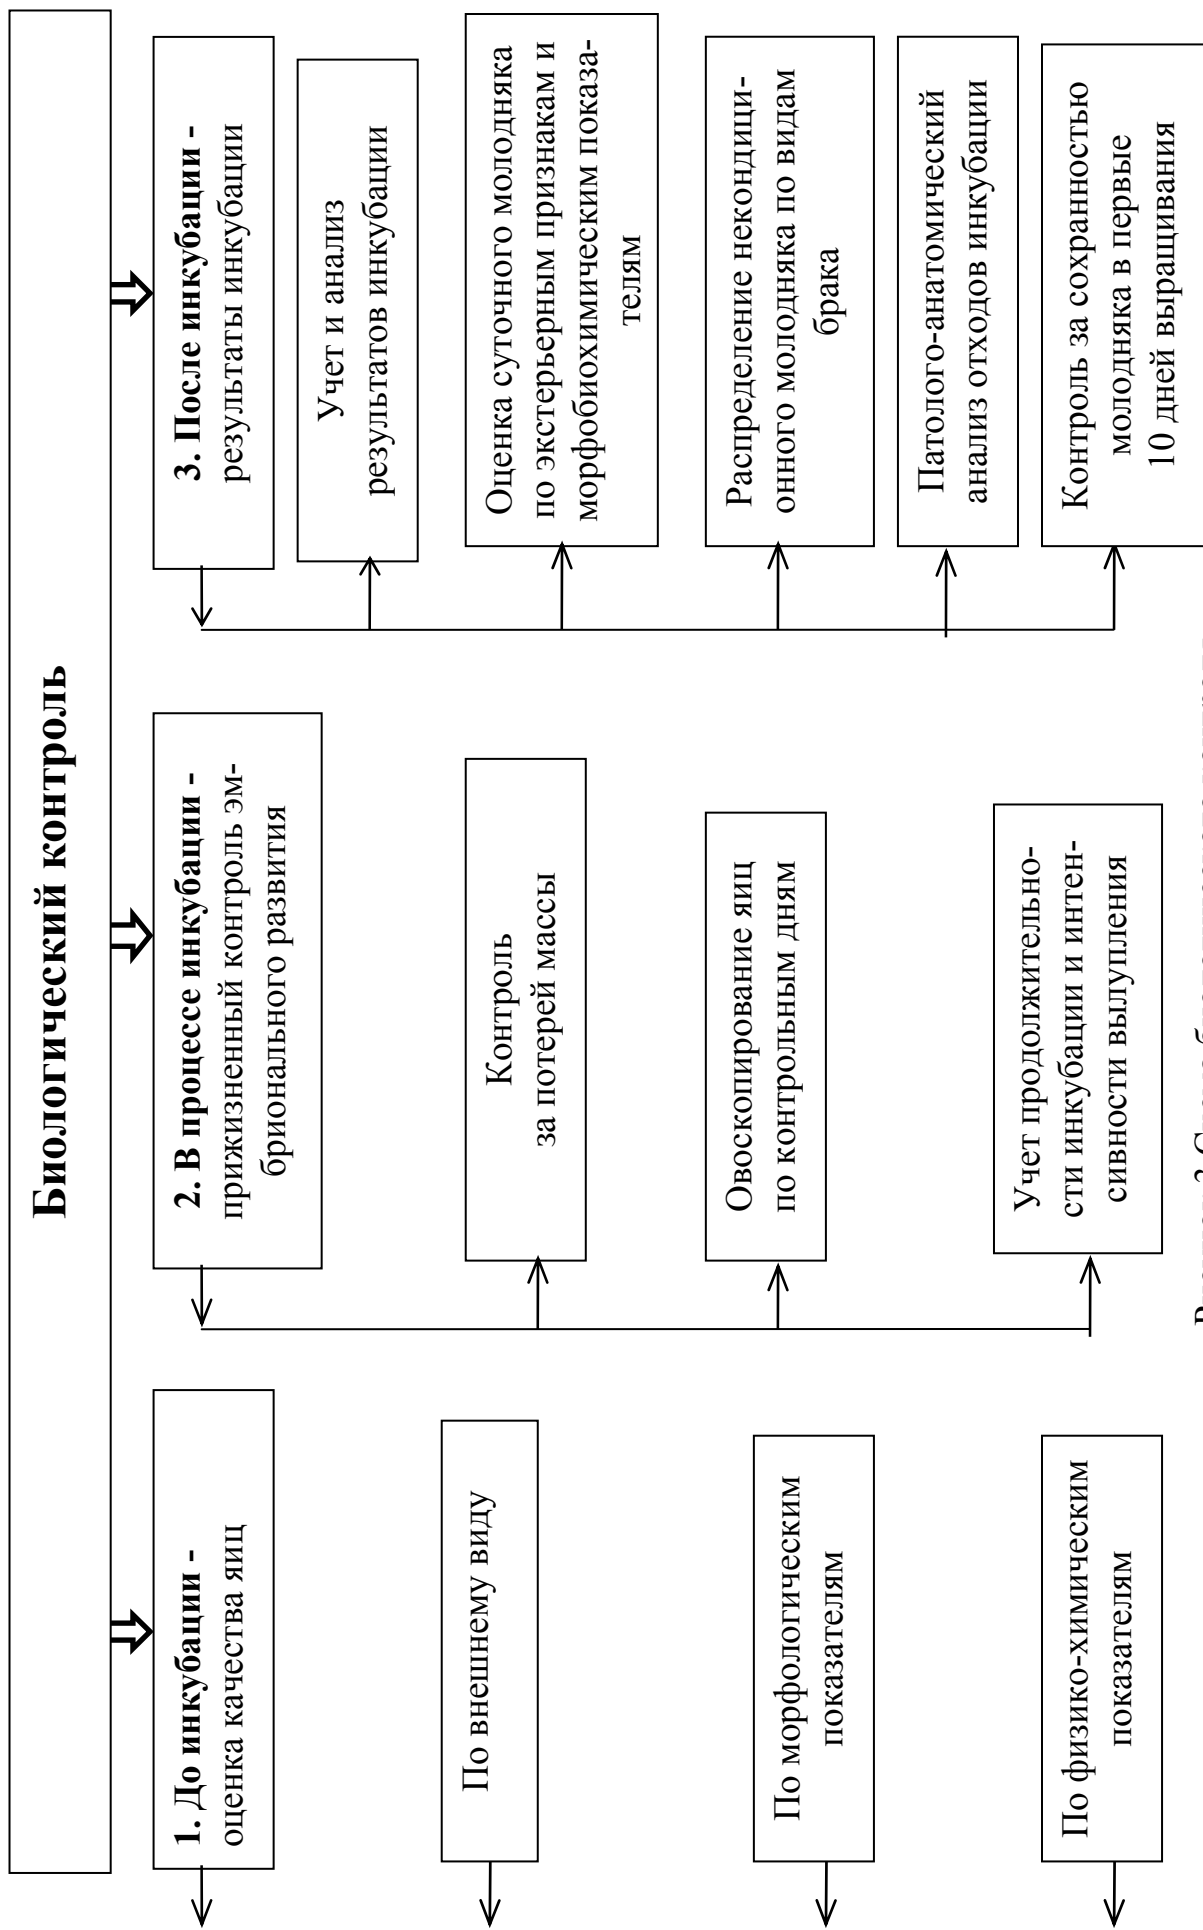 Биологический контроль
1. До инкубации -
оценка качества яиц
По внешнему виду
По морфологическим
показателям
По физико-химическим
показателям
2. В процессе инкубации -
прижизненный контроль эм-
брионального развития
Контроль
за потерей массы
Овоскопирование яиц
по контрольным дням
Учет продолжительно-
сти инкубации и интен-
сивности вылупления
3. После инкубации -
результаты инкубации
Учет и анализ
результатов инкубации
Оценка суточного молодняка
по экстерьерным признакам и
морфобиохимическим показа-
телям
Распределение некондици-
онного молодняка по видам
брака
Патолого-анатомический
анализ отходов инкубации
Контроль за сохранностью
молодняка в первые
10 дней выращивания